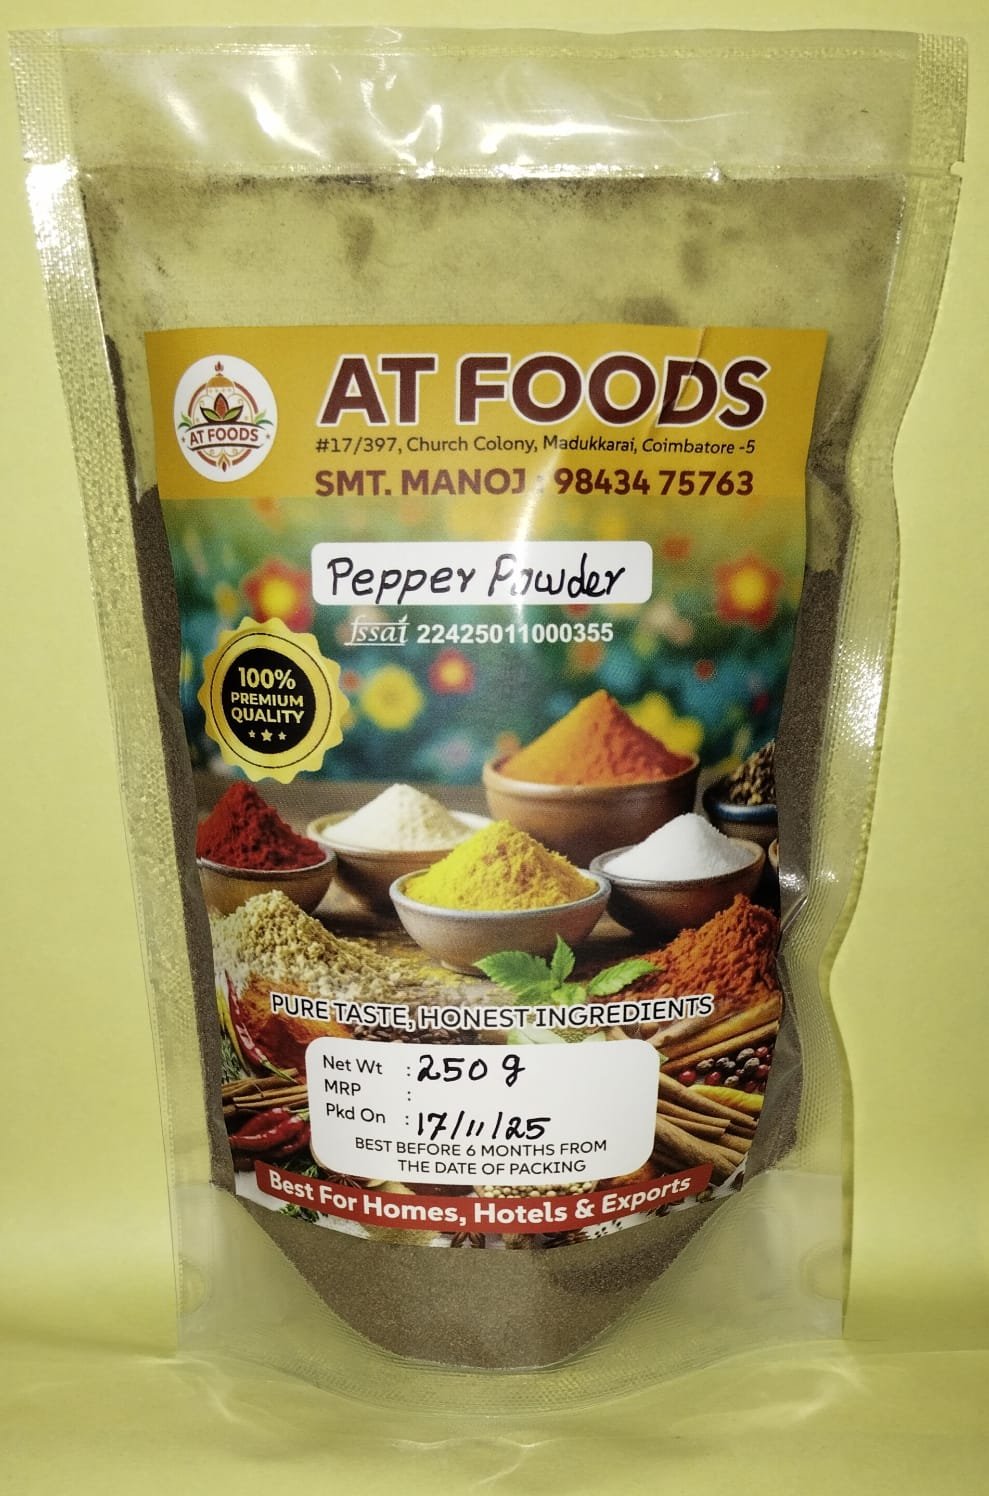 AT FOODS
AT FOODS
#17/397, Church Colony, Madukkarai, Coimbatore -5
SMT. MANOJ : 98434 75763
Pepper Powder
fssai 22425011000355
100%
PREMIUM
QUALITY
PURE TASTE, HONEST INGREDIENTS
Net Wt : 250 g
MRP :
Pkd On : 17/11/25
BEST BEFORE 6 MONTHS FROM
THE DATE OF PACKING
Best For Homes, Hotels & Exports